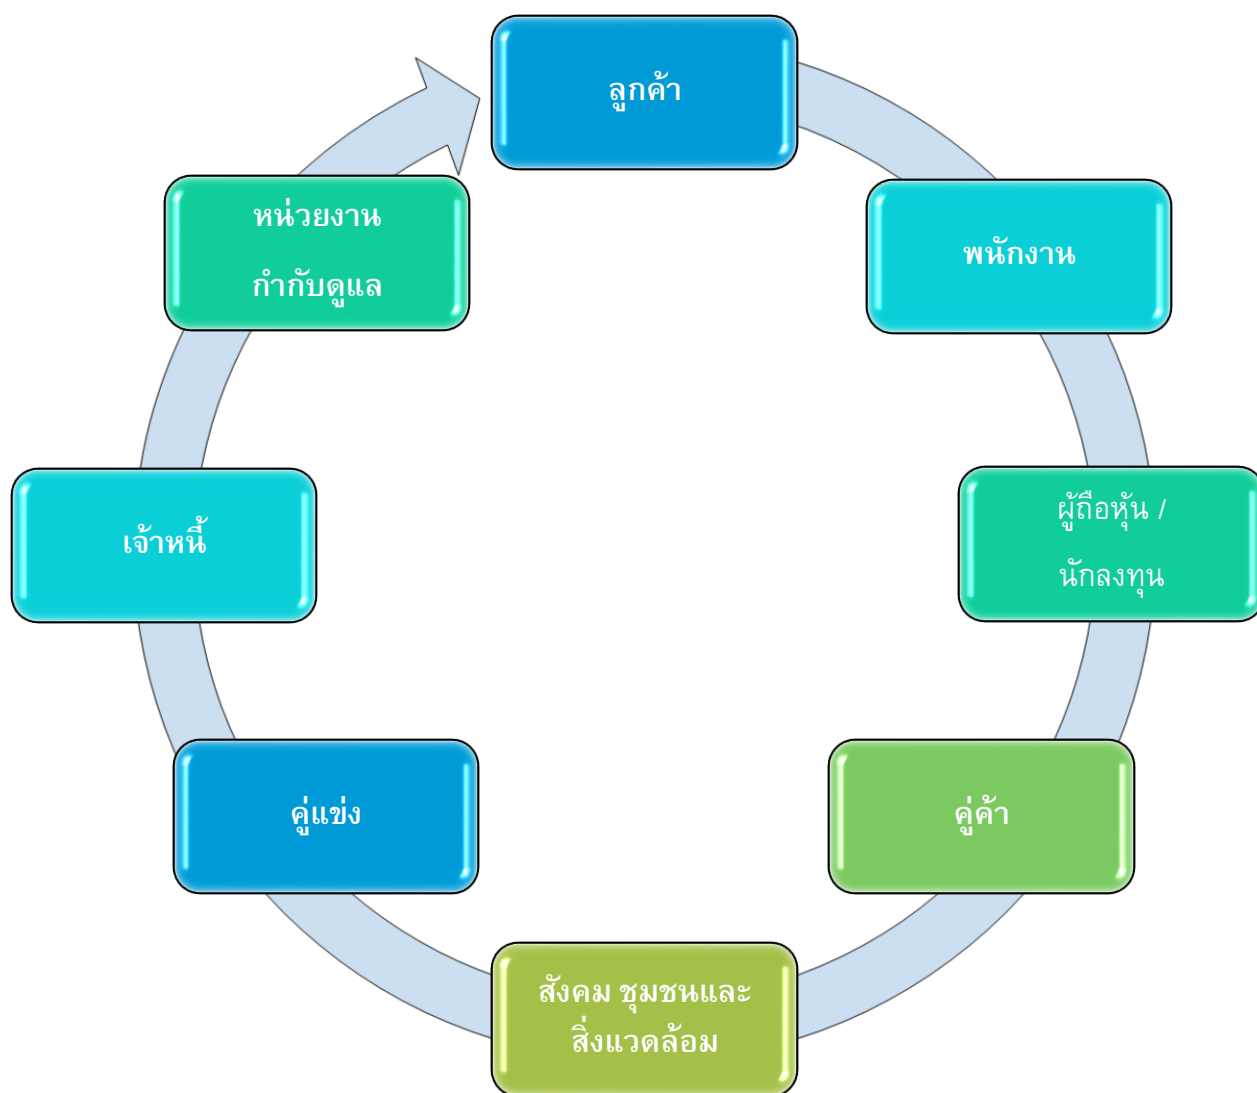 ลูกค้า
พนักงาน
ผู้ถือหุ้น /
นักลงทุน
คู่ค้า
สังคม ชุมชนและ
สิ่งแวดล้อม
คู่แข่ง
เจ้าหนี้
หน่วยงาน
กำกับดูแล